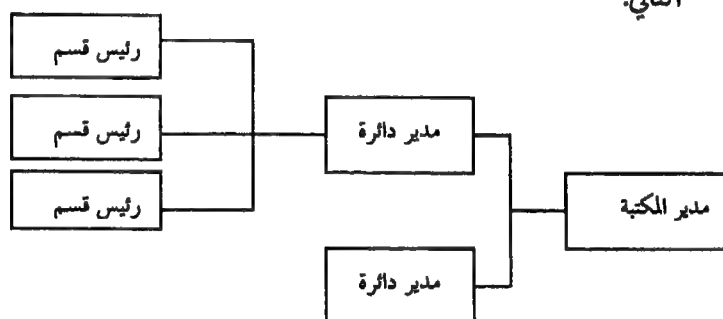 التالي:
رئيس قسم
رئيس قسم
مدير دائرة
رئيس قسم
مدير المكتبة
مدير دائرة